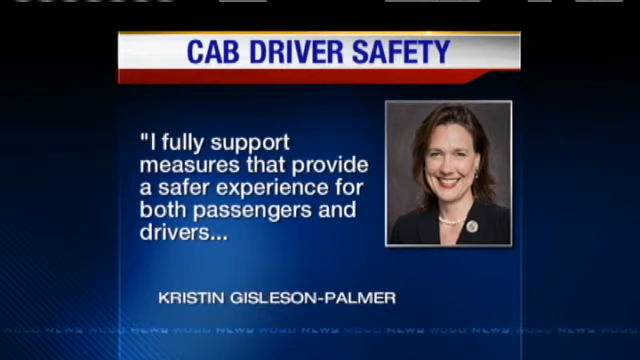 CAB DRIVER SAFETY
"I fully support
measures that provide
a safer experience for
both passengers and
drivers...
KRISTIN GISLESON-PALMER